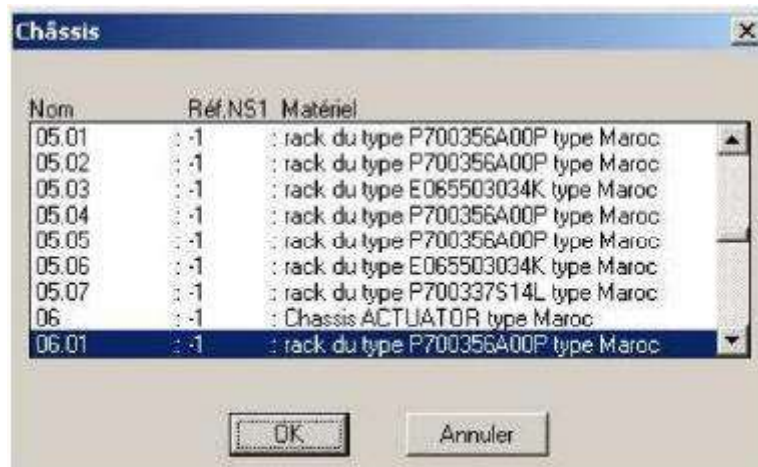 Châssis
Nom Réf.NS1 Matériel
05.01 : -1 : rack du type P700356A00P type Maroc
05.02 : -1 : rack du type P700356A00P type Maroc
05.03 : -1 : rack du type E065503034K type Maroc
05.04 : -1 : rack du type P700356A00P type Maroc
05.05 : -1 : rack du type P700356A00P type Maroc
05.06 : -1 : rack du type E065503034K type Maroc
05.07 : -1 : rack du type P700337S14L type Maroc
06 : -1 : Chassis ACTUATOR type Maroc
06.01 : -1 : rack du type P700356A00P type Maroc
OK Annuler